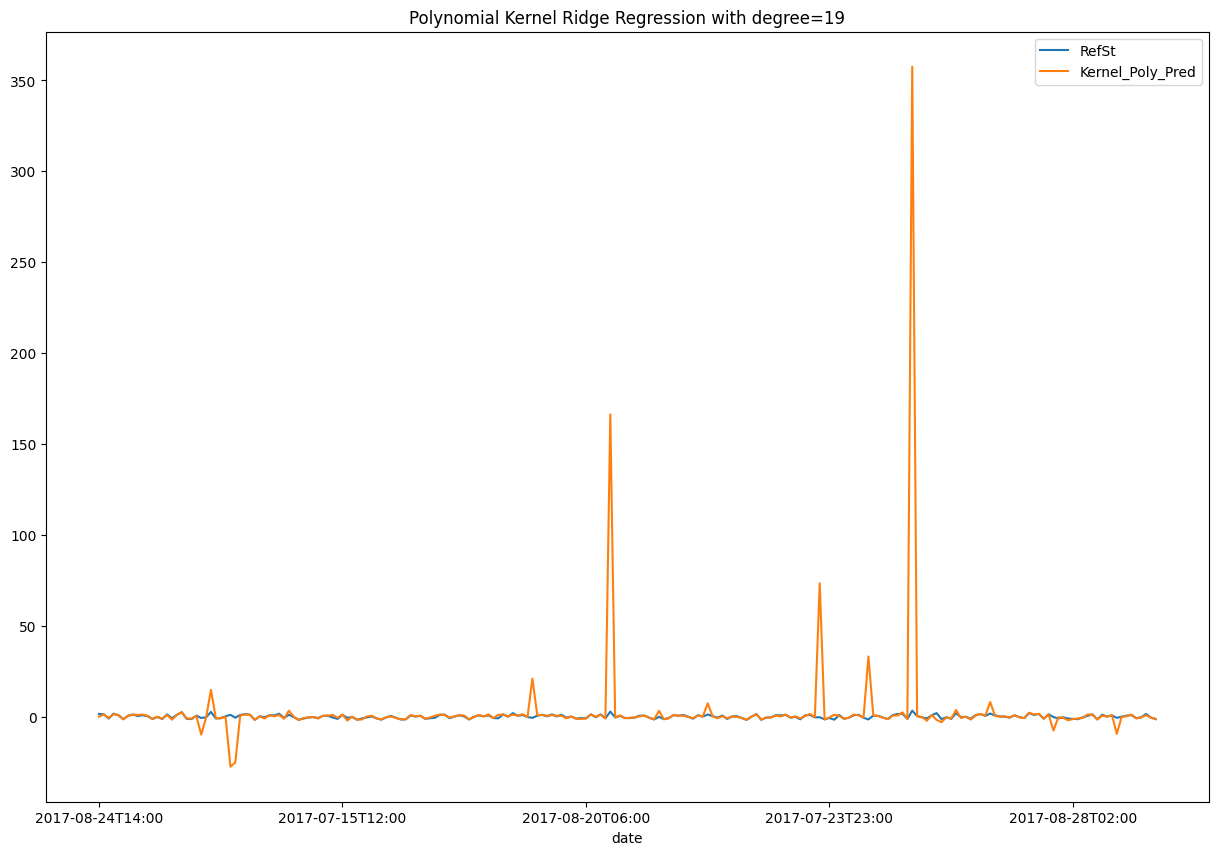 Polynomial Kernel Ridge Regression with degree=19
RefSt
Kernel_Poly_Pred
350
300
250
200
150
100
50
0
2017-08-24T14:00
2017-07-15T12:00
2017-08-20T06:00
2017-07-23T23:00
2017-08-28T02:00
date